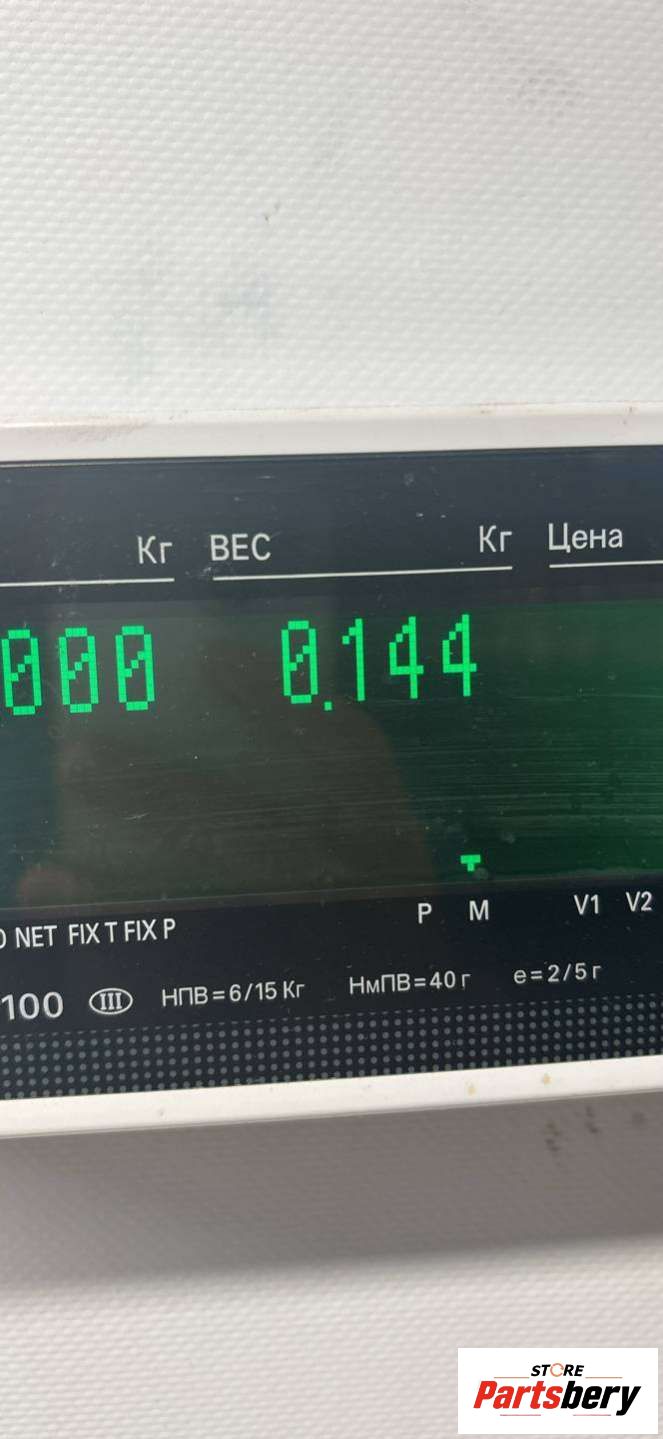 Кг ВЕС Кг Цена
000 0.144
NET FIX T FIX P P M V1 V2
100 III НПВ=6/15 Кг НмПВ=40 г e=2/5 г
STORE
Partsbery